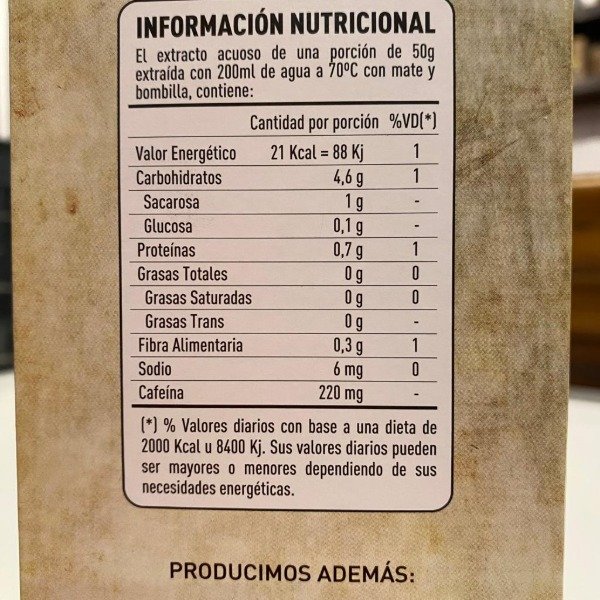 INFORMACIÓN NUTRICIONAL
El extracto acuoso de una porción de 50g
extraída con 200ml de agua a 70ºC con mate y
bombilla, contiene:
Cantidad por porción %VD(*)
Valor Energético 21 Kcal = 88 Kj 1
Carbohidratos 4,6 g 1
Sacarosa 1 g -
Glucosa 0,1 g -
Proteínas 0,7 g 1
Grasas Totales 0 g 0
Grasas Saturadas 0 g 0
Grasas Trans 0 g -
Fibra Alimentaria 0,3 g 1
Sodio 6 mg 0
Cafeína 220 mg -
(*) % Valores diarios con base a una dieta de
2000 Kcal u 8400 Kj. Sus valores diarios pueden
ser mayores o menores dependiendo de sus
necesidades energéticas.
PRODUCIMOS ADEMÁS: